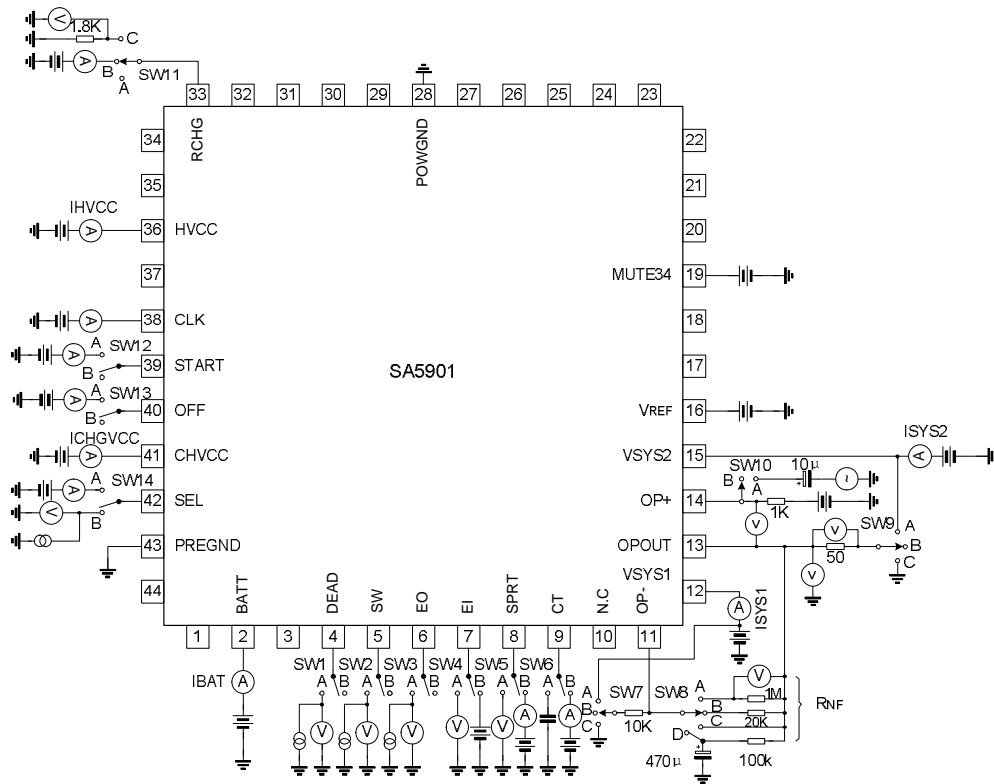 V
1.8K
C
A
B
SW11
A
33
32
31
30
29
28
27
26
25
24
23
RCHG
POWGND
34
22
35
21
IHVCC
A
36
HVCC
20
37
MUTE34
19
A
38
CLK
18
A
A
SW12
B
39
START
17
SA5901
A
A
SW13
B
40
OFF
VREF
16
ICHGVCC
A
41
CHVCC
VSYS2
15
ISYS2
A
A
A
SW14
V
B
42
SEL
OP+
14
B
SW10
A
10μ
~
1K
V
43
PREGND
OPOUT
13
V
50
V
SW9
A
B
C
44
VSYS1
12
A
ISYS1
BATT
DEAD
SW
EO
EI
SPRT
CT
N.C
OP-
1
2
3
4
5
6
7
8
9
10
11
IBAT
A
SW1
A
B
SW2
A
B
SW3
A
B
SW4
A
B
SW5
A
B
SW6
A
B
V
V
V
V
V
A
A
A
B
C
SW7
10K
SW8
A
B
C
D
V
1M
20K
100k
RNF
470μ